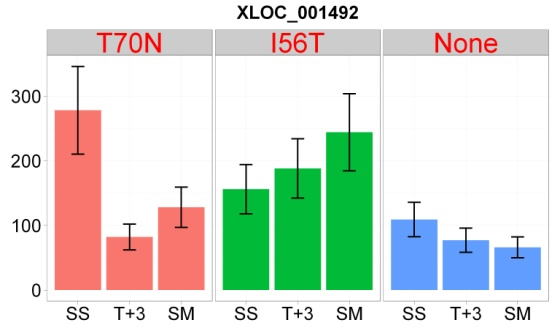 XLOC_001492
T70N I56T None
300
200
100
0
SS T+3 SM SS T+3 SM SS T+3 SM